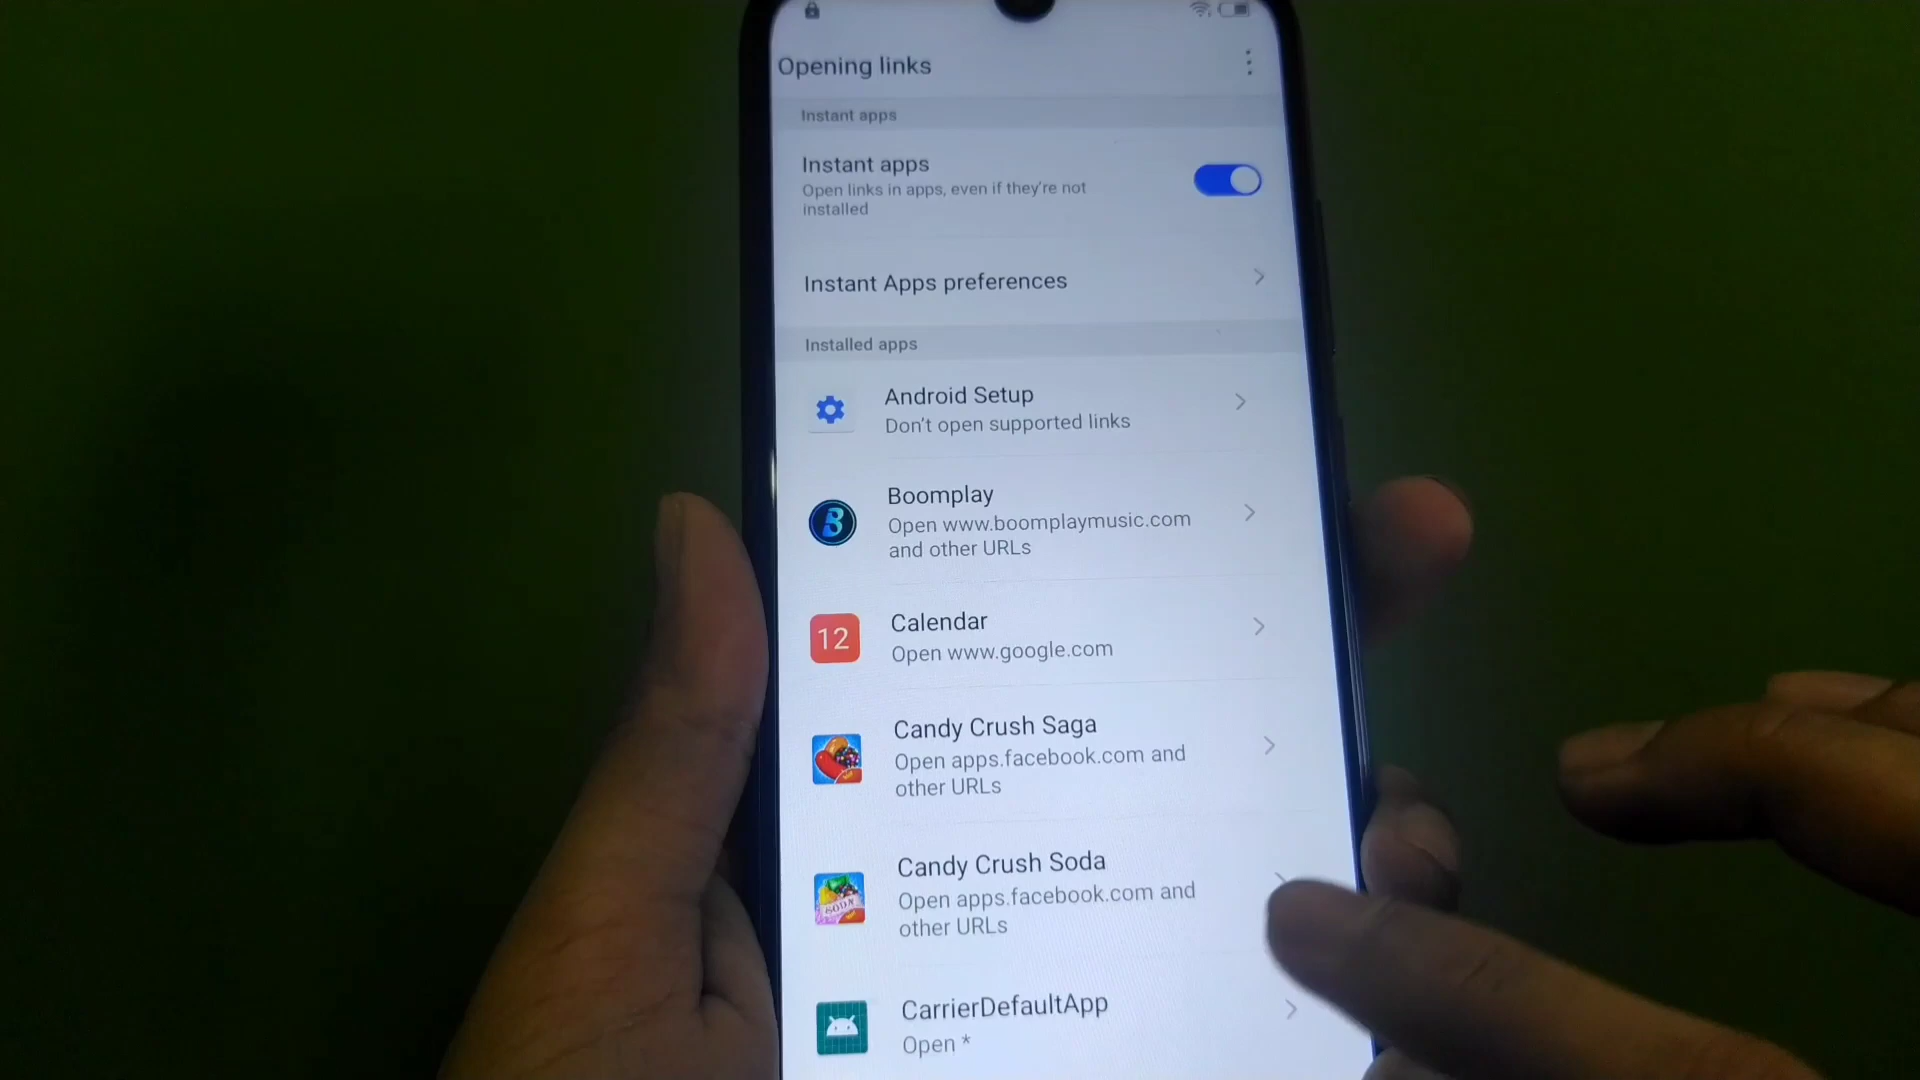 Opening links
Instant apps
Instant apps
Open links in apps, even if they're not
installed
Instant Apps preferences
Installed apps
Android Setup
Don't open supported links
Boomplay
Open www.boomplaymusic.com
and other URLs
12
Calendar
Open www.google.com
Candy Crush Saga
Open apps.facebook.com and
other URLs
SODA
Candy Crush Soda
Open apps.facebook.com and
other URLs
CarrierDefaultApp
Open *